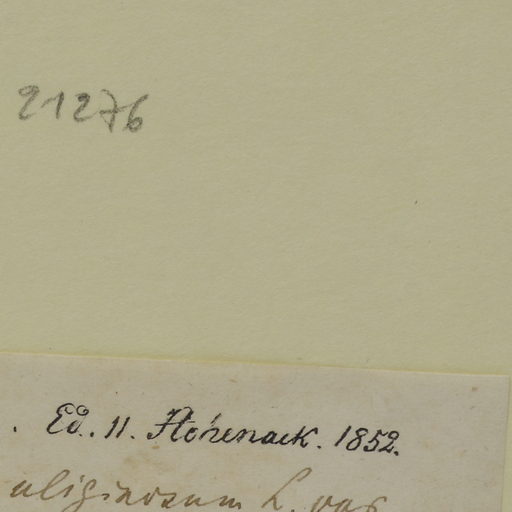 21276
. Ed. 11. Hohenack. 1852.
uliginosum L. var